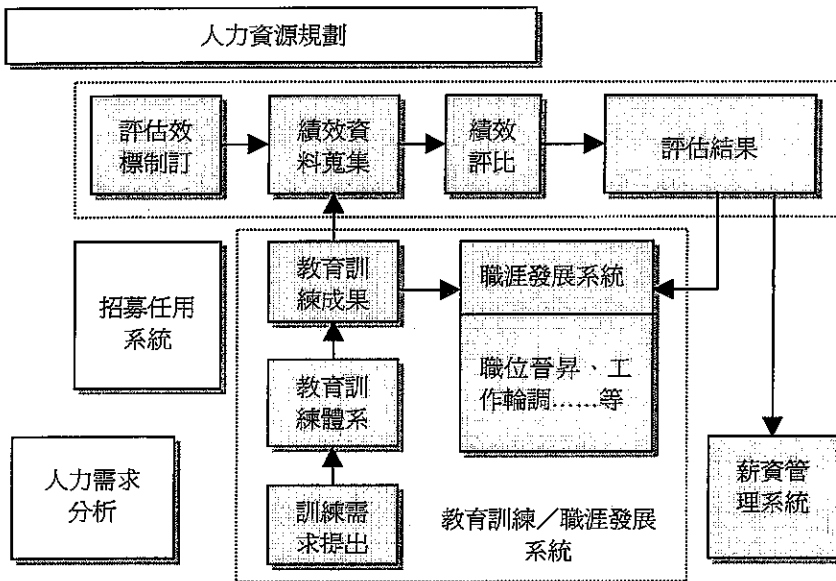 人力資源規劃
評估效
標制訂
績效資
料蒐集
績效
評比
評估結果
招募任用
系統
教育訓
練成果
職涯發展系統
教育訓
練體系
職位晉昇、工
作輪調……等
人力需求
分析
訓練需
求提出
教育訓練／職涯發展
系統
薪資管
理系統